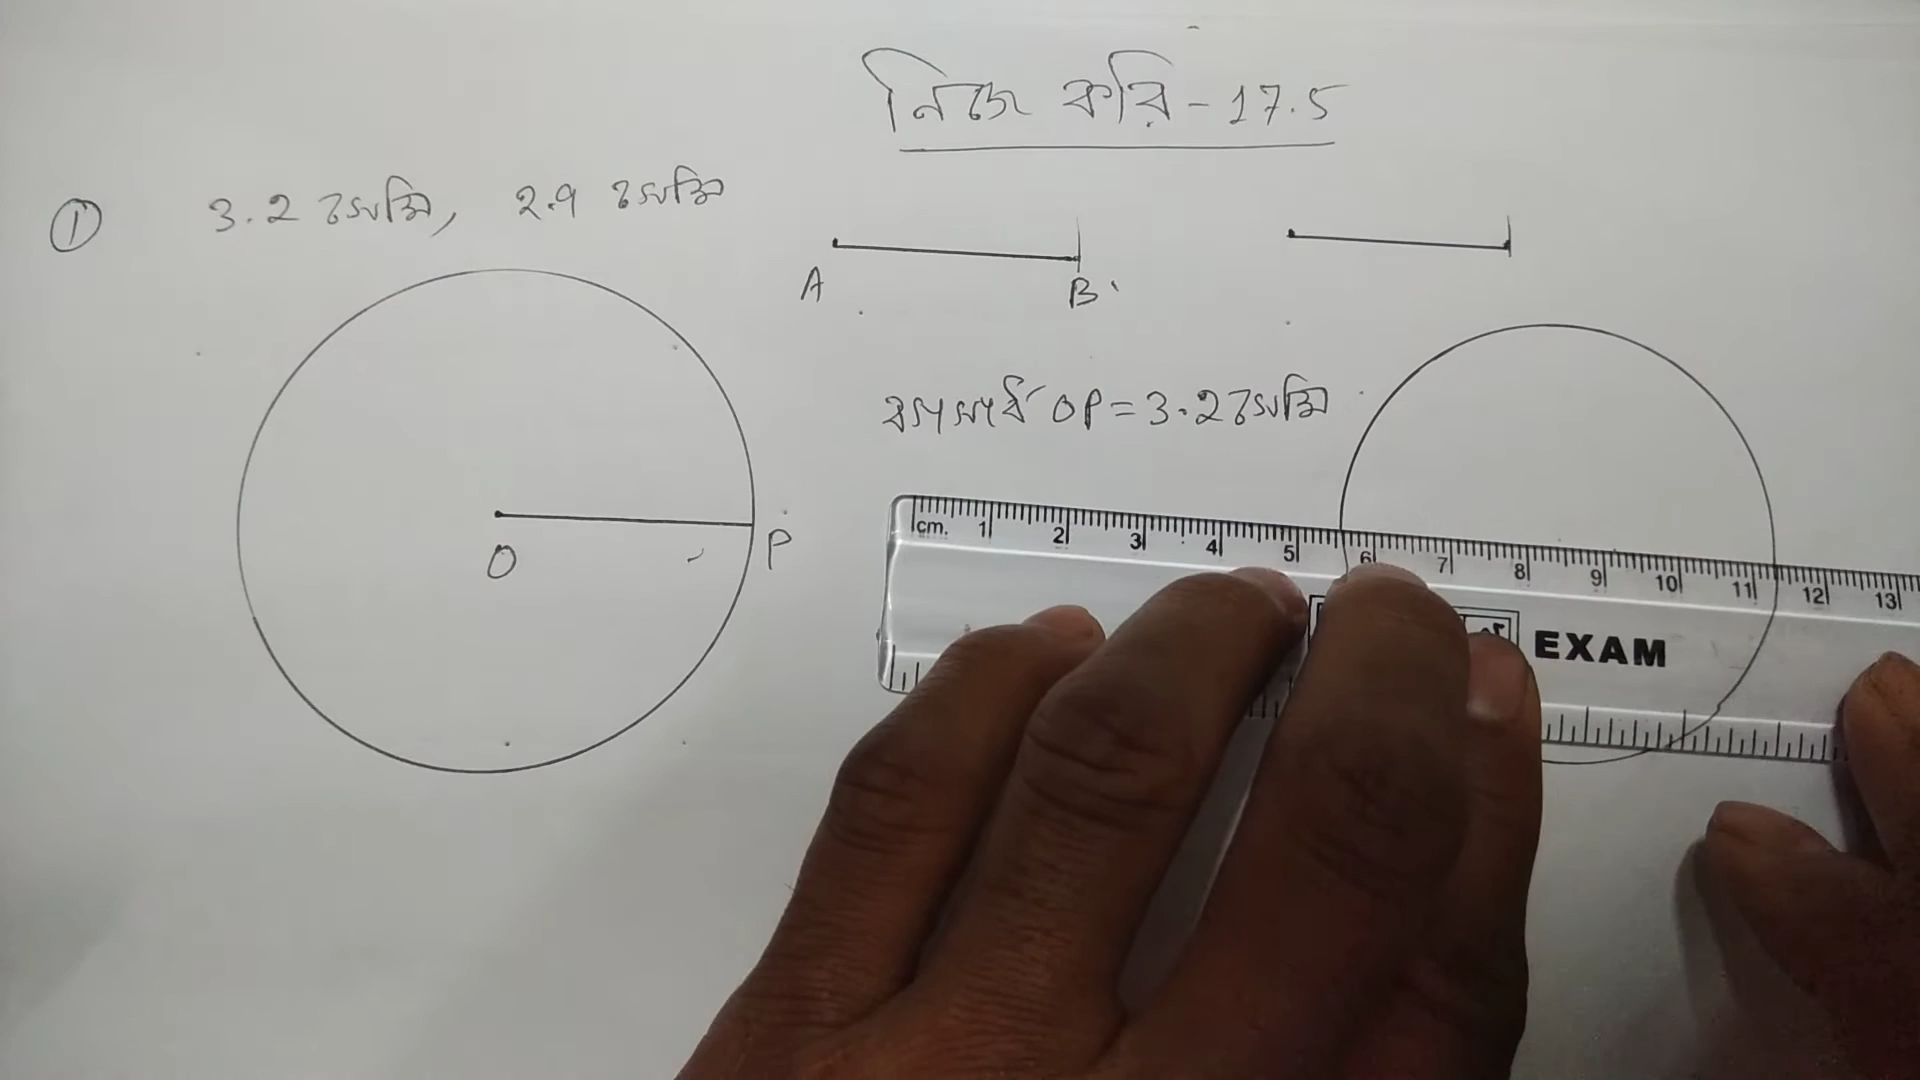 নিজে করি - 17.5
① 3.2 সেমি, 2.9 সেমি
A B
ব্যাসার্ধ OP = 3.2 সেমি
O P
cm. 1 2 3 4 5 6 7 8 9 10 11 12 13
EXAM